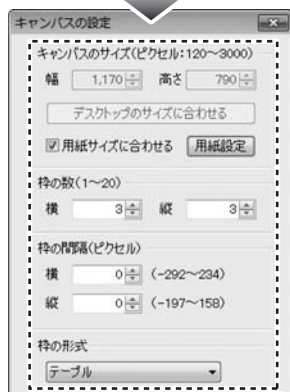 キャンバスの設定
キャンバスのサイズ(ピクセル:120～3000)
幅 1,170 高さ 790
デスクトップのサイズに合わせる
用紙サイズに合わせる 用紙設定
枠の数(1～20)
横 3 縦 3
枠の間隔(ピクセル)
横 0 (-292～234)
縦 0 (-197～158)
枠の形式
テーブル